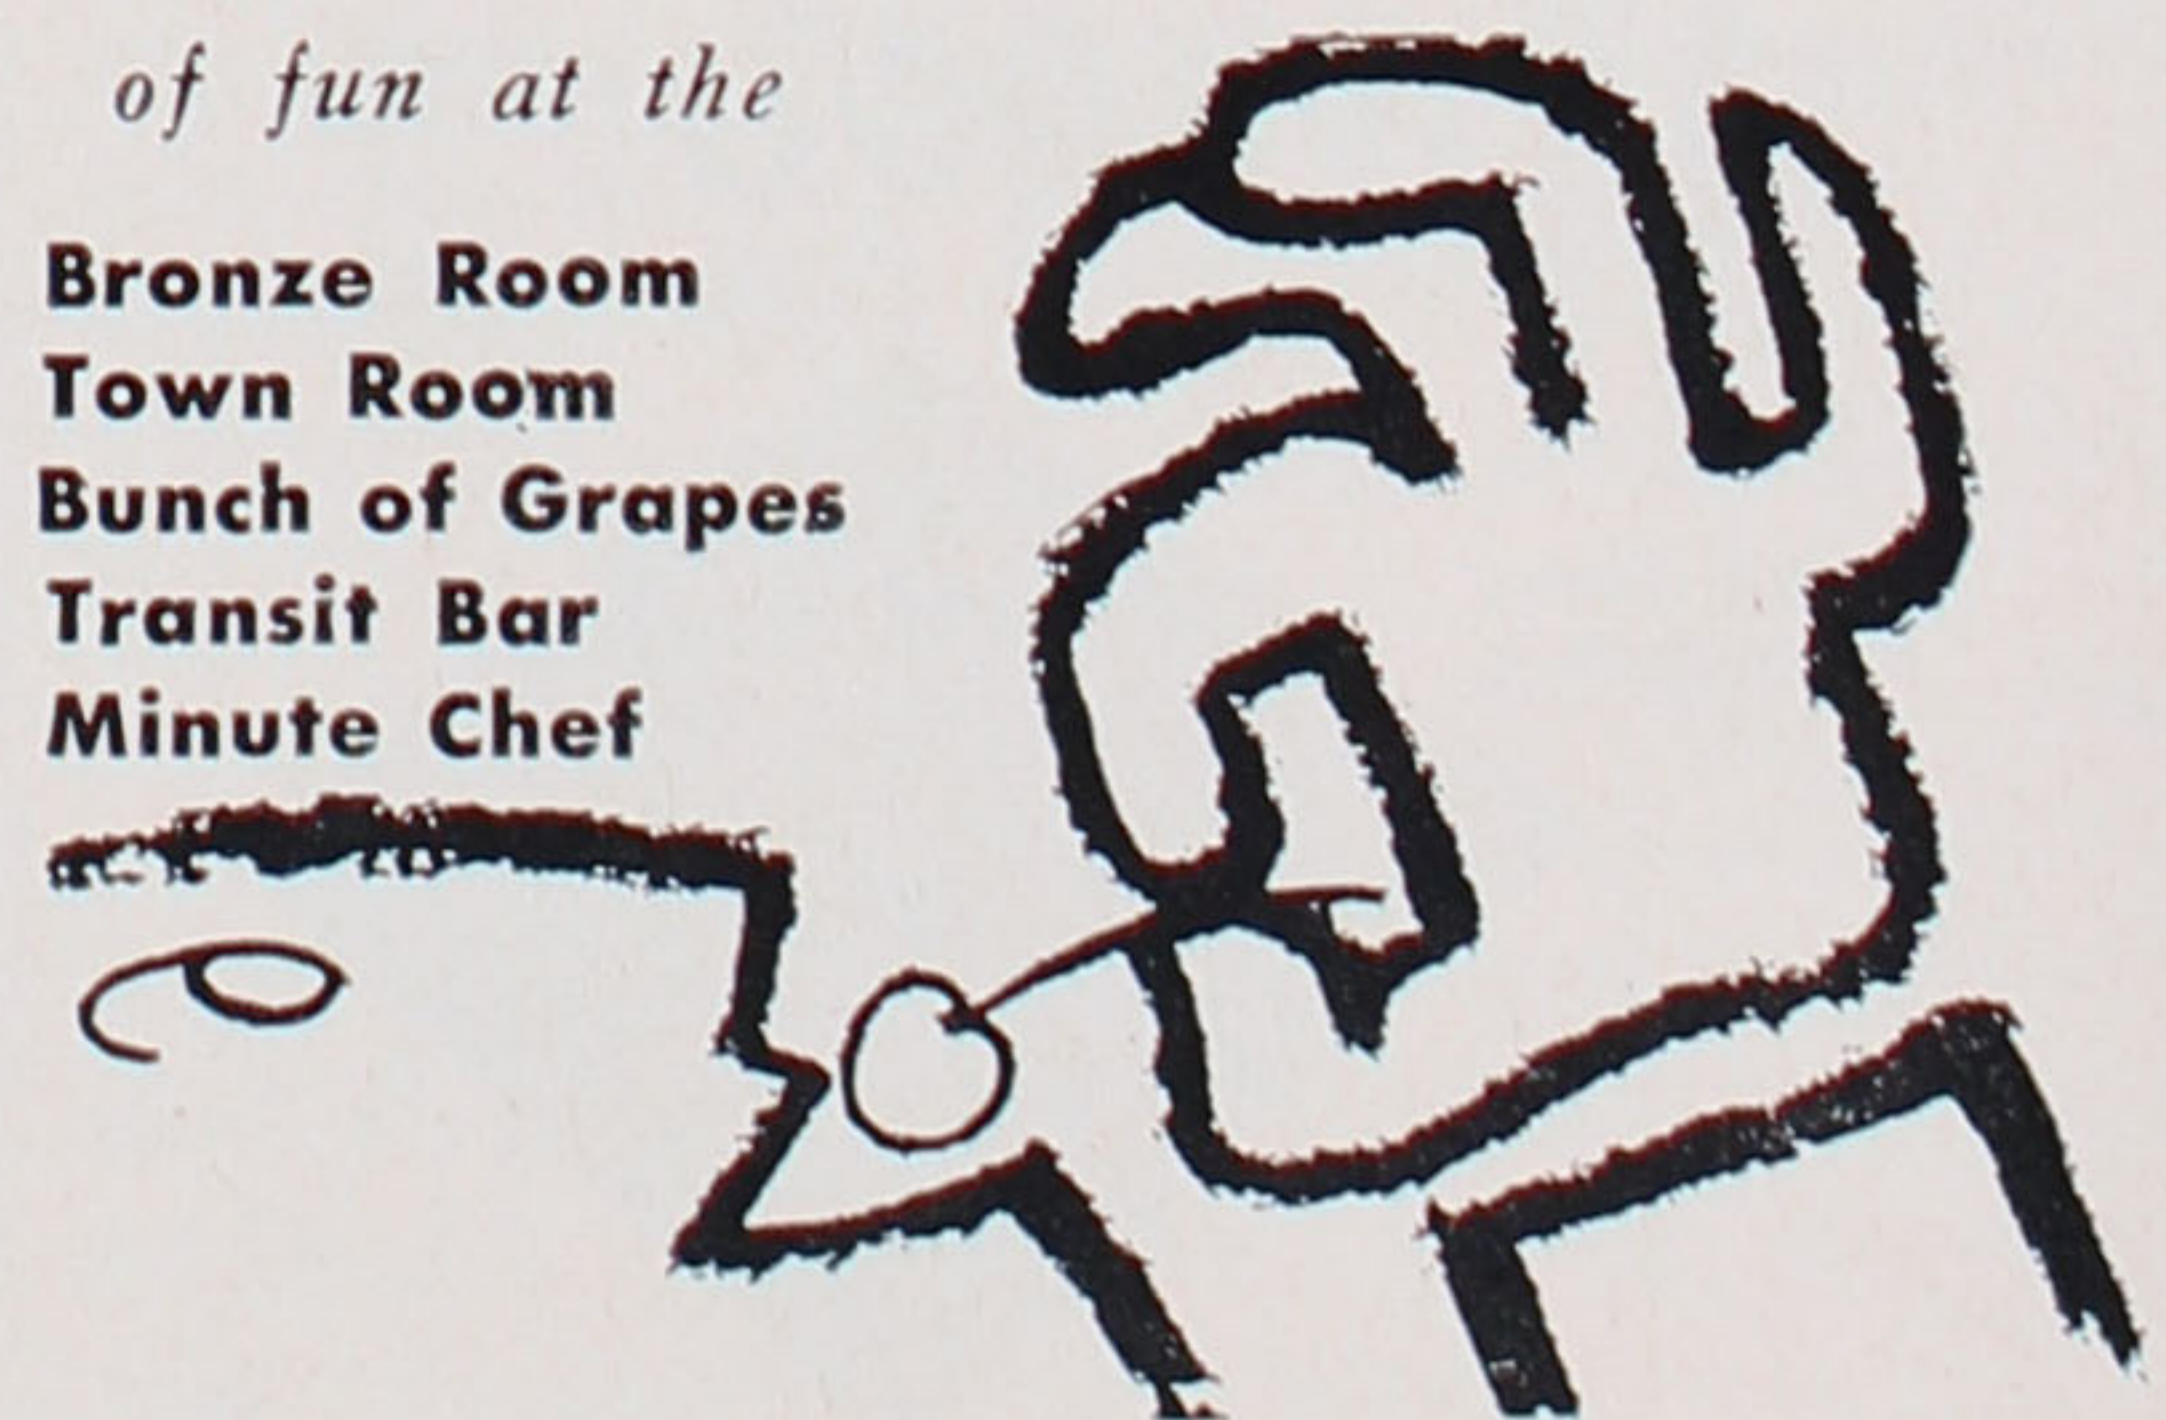 of fun at the
Bronze Room
Town Room
Bunch of Grapes
Transit Bar
Minute Chef